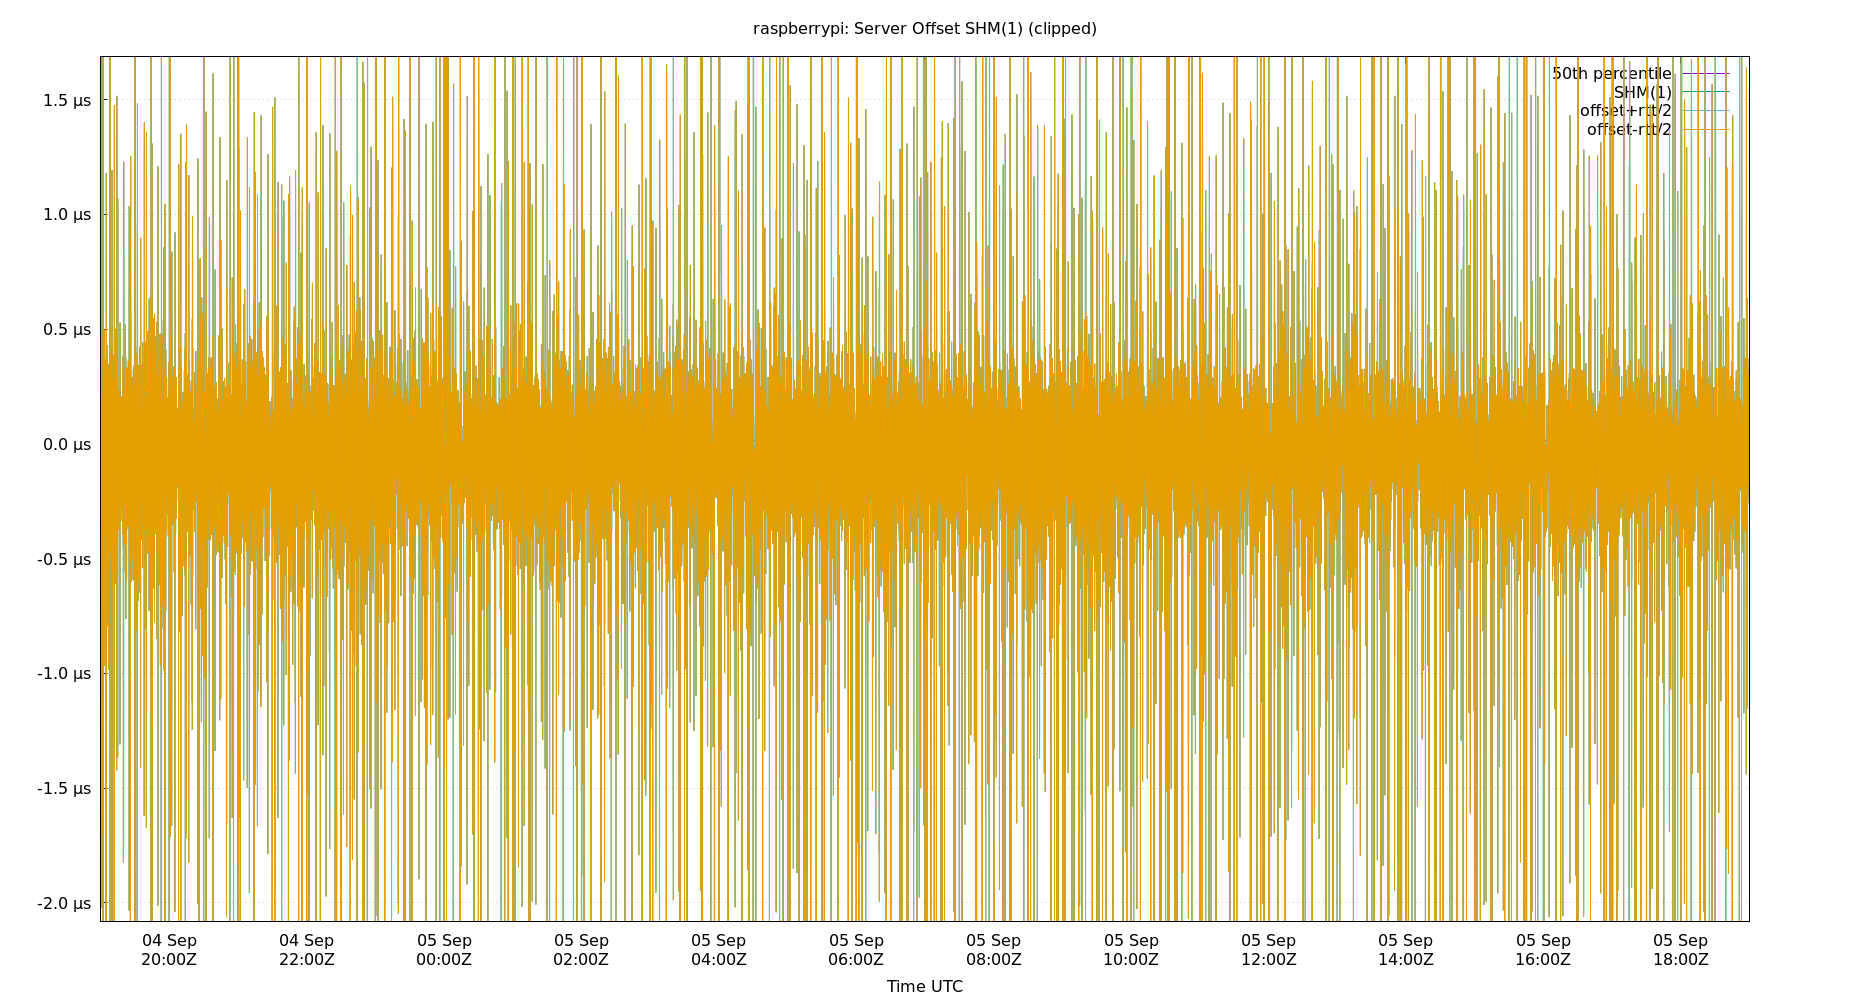 raspberrypi: Server Offset SHM(1) (clipped)
50th percentile
SHM(1)
offset+rtt/2
offset-rtt/2
1.5 µs
1.0 µs
0.5 µs
0.0 µs
-0.5 µs
-1.0 µs
-1.5 µs
-2.0 µs
04 Sep 04 Sep 05 Sep 05 Sep 05 Sep 05 Sep 05 Sep 05 Sep 05 Sep 05 Sep 05 Sep 05 Sep
20:00Z 22:00Z 00:00Z 02:00Z 04:00Z 06:00Z 08:00Z 10:00Z 12:00Z 14:00Z 16:00Z 18:00Z
Time UTC